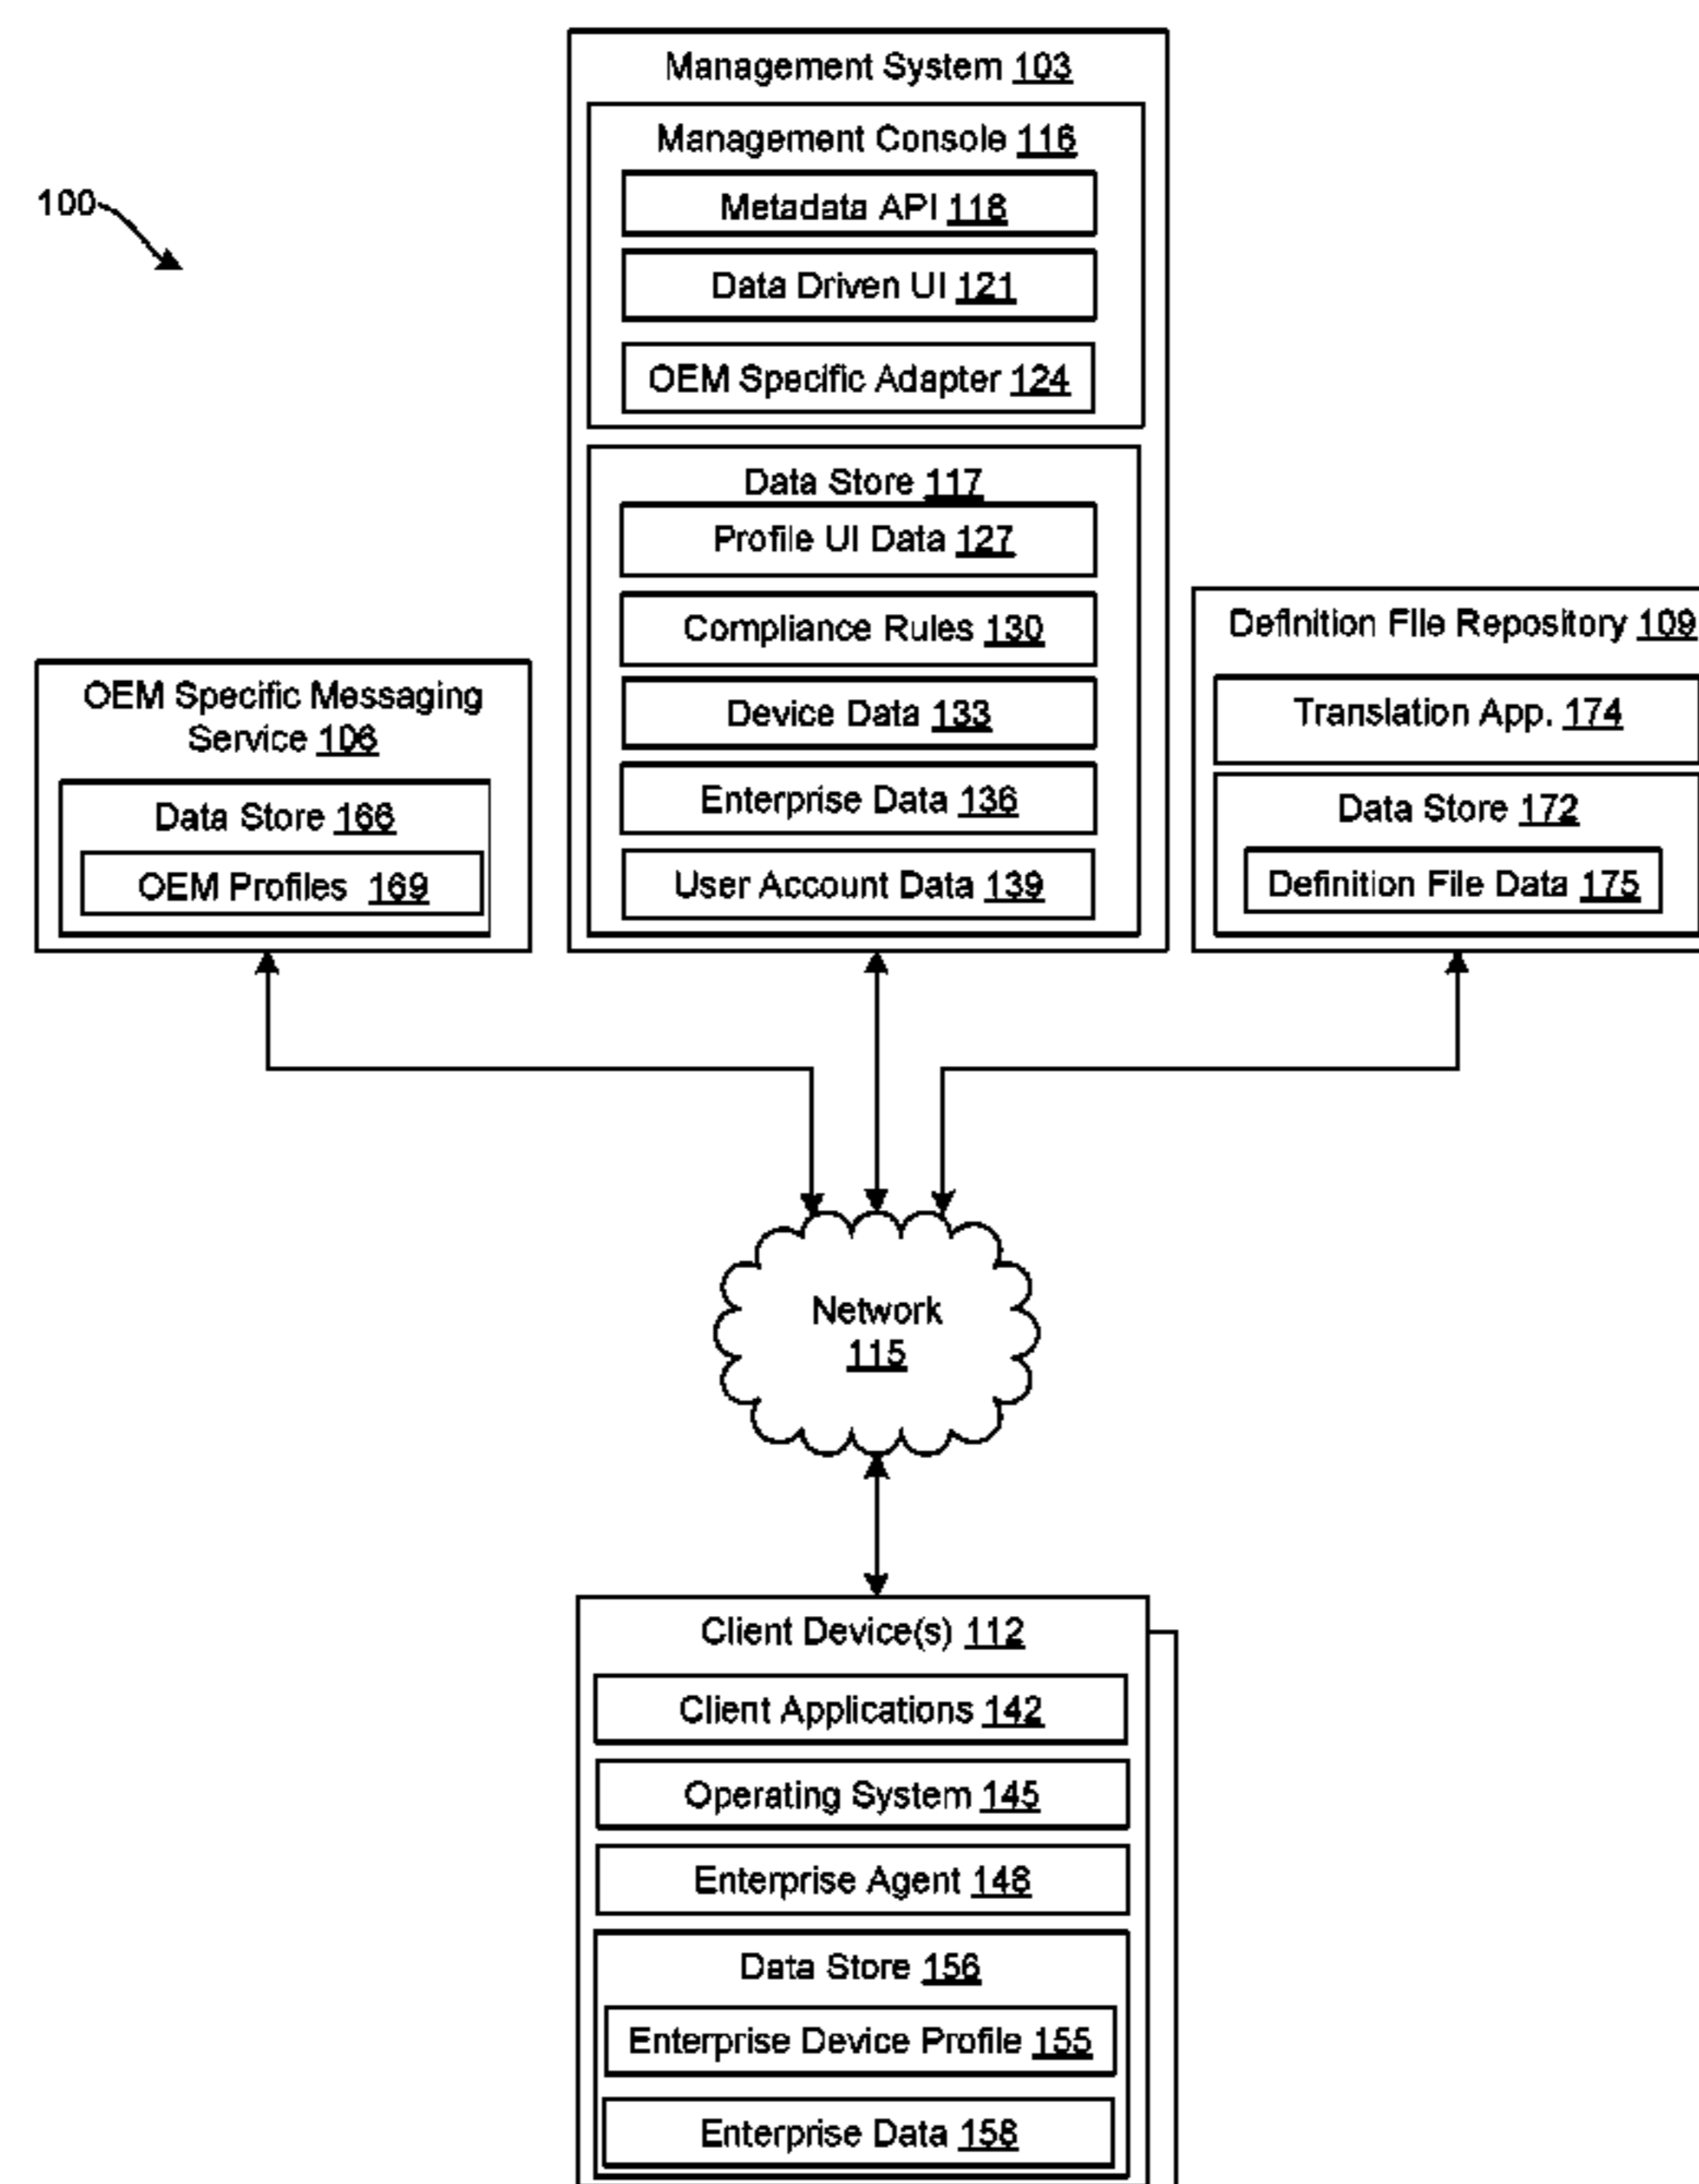 100
Management System 103
Management Console 116
Metadata API 118
Data Driven UI 121
OEM Specific Adapter 124
Data Store 117
Profile UI Data 127
Compliance Rules 130
Device Data 133
Enterprise Data 136
User Account Data 139
OEM Specific Messaging
Service 106
Data Store 166
OEM Profiles 169
Definition File Repository 109
Translation App. 174
Data Store 172
Definition File Data 175
Network
115
Client Device(s) 112
Client Applications 142
Operating System 145
Enterprise Agent 148
Data Store 156
Enterprise Device Profile 155
Enterprise Data 158